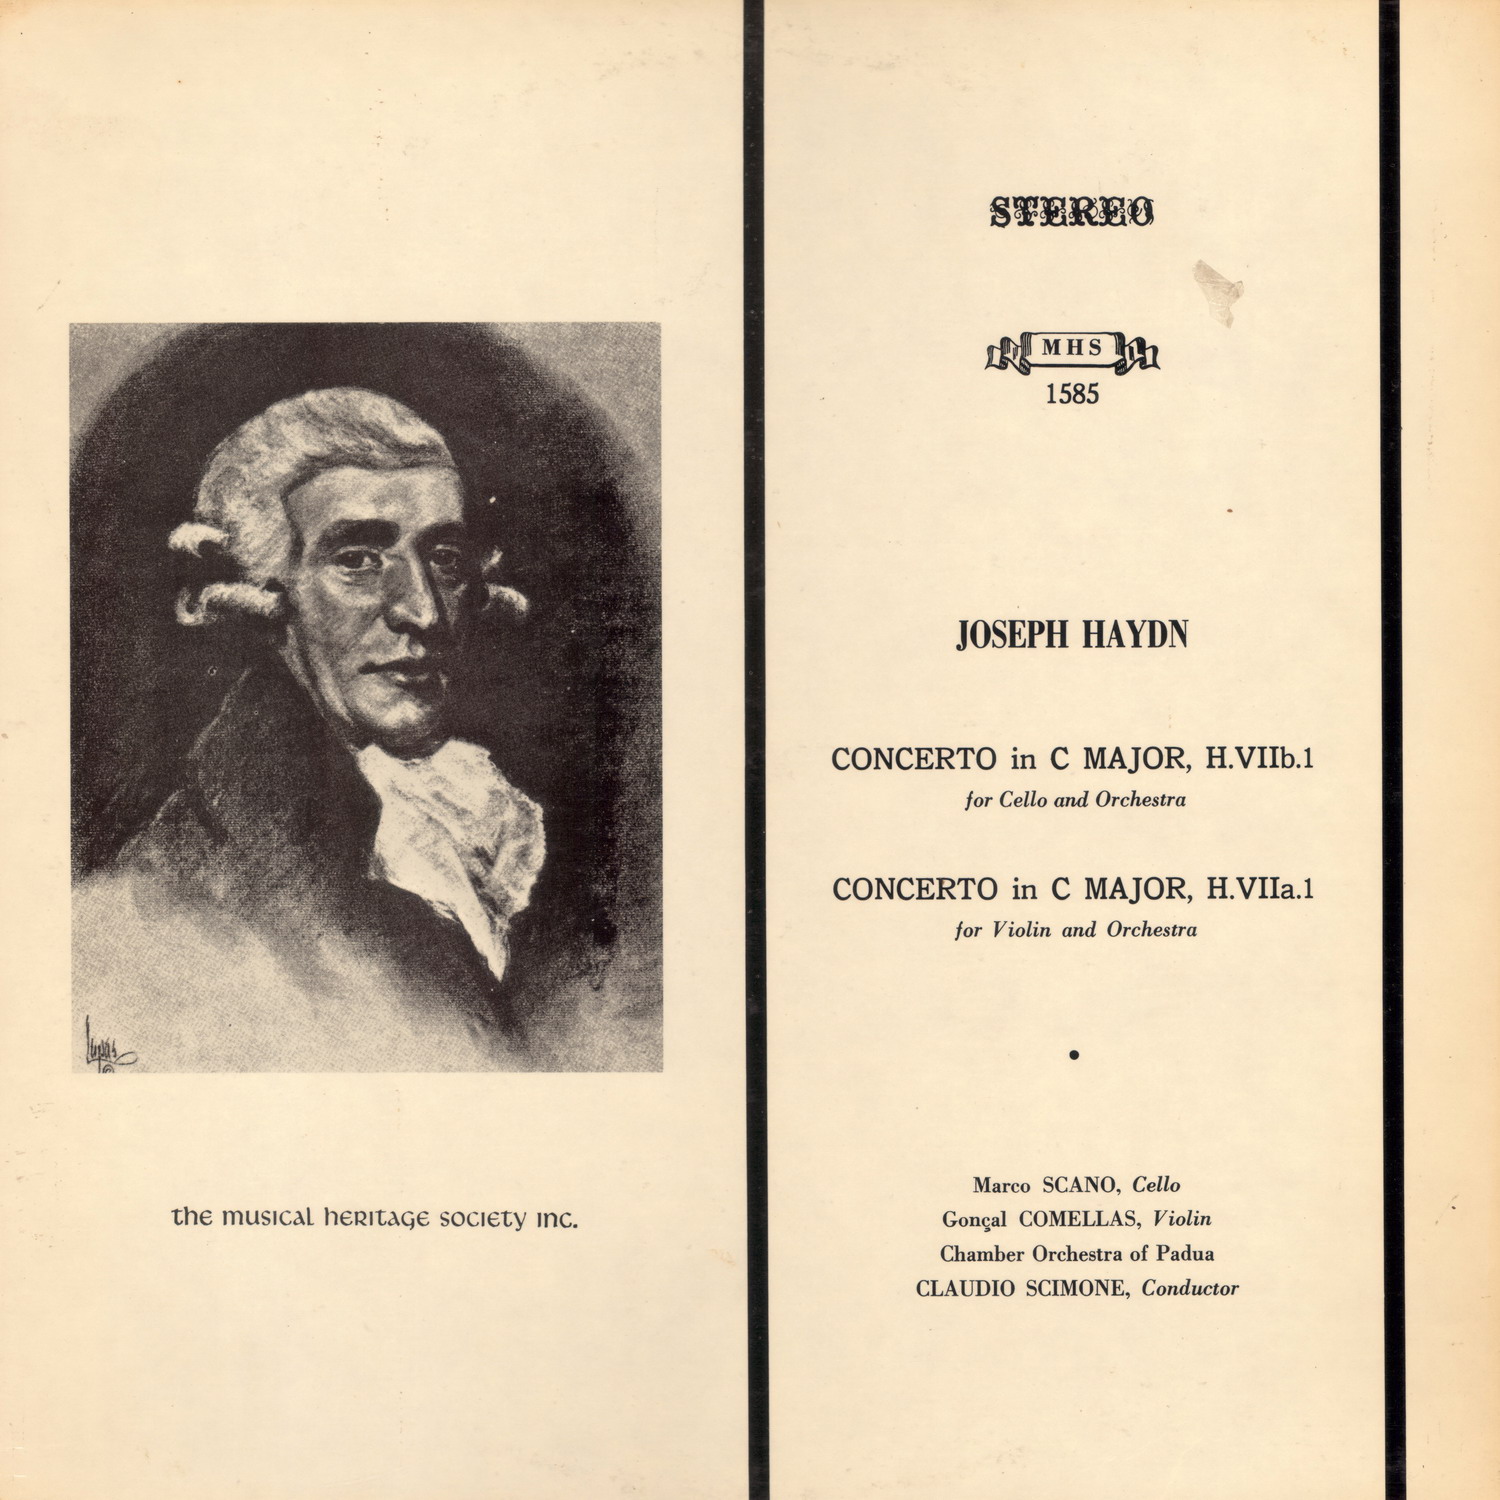 STEREO
MHS
1585
JOSEPH HAYDN
CONCERTO in C MAJOR, H.VIIb.1
for Cello and Orchestra
CONCERTO in C MAJOR, H.VIIa.1
for Violin and Orchestra
•
Marco SCANO, Cello
Gonçal COMELLAS, Violin
Chamber Orchestra of Padua
CLAUDIO SCIMONE, Conductor
the musical heritage society inc.
©